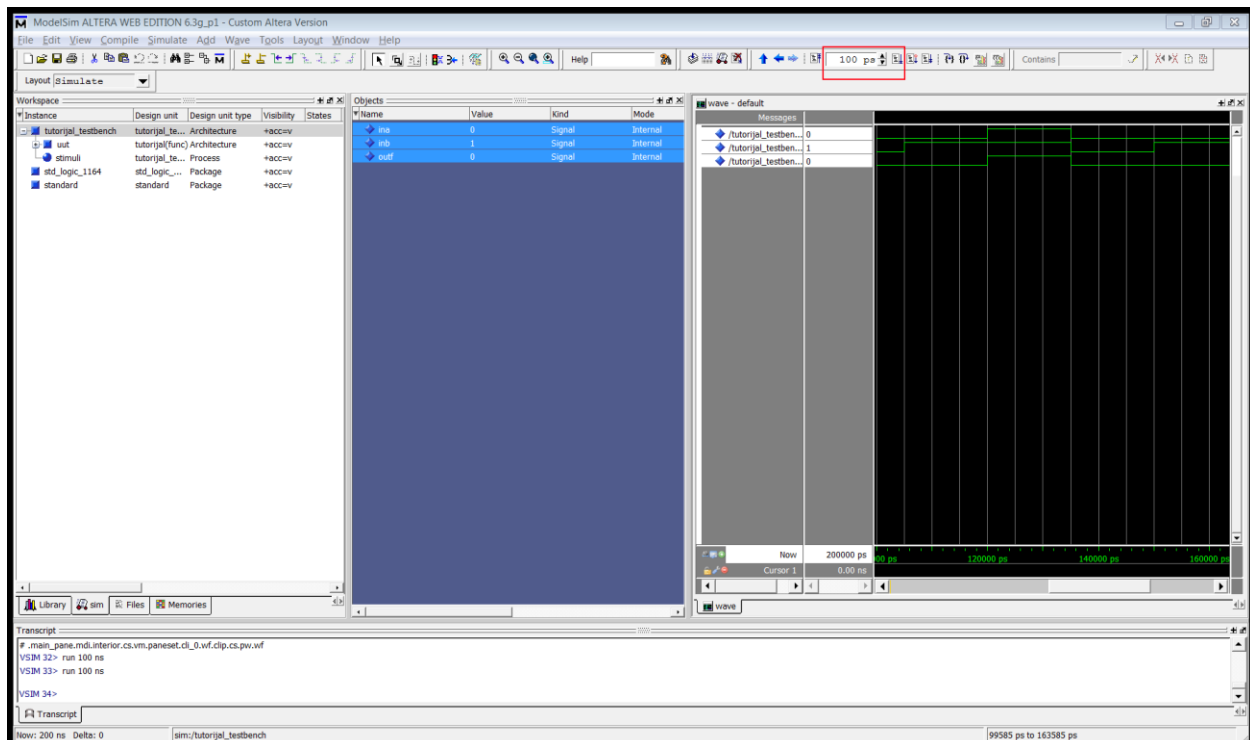 ModelSim ALTERA WEB EDITION 6.3g_p1 - Custom Altera Version
File Edit View Compile Simulate Add Wave Tools Layout Window Help
Help 100 ps Contains
Layout Simulate
Workspace
Instance Design unit Design unit type Visibility States
tutorijal_testbench tutorijal_te... Architecture +acc=v
uut tutorijal(func) Architecture +acc=v
stimuli tutorijal_te... Process +acc=v
std_logic_1164 std_logic_... Package +acc=v
standard standard Package +acc=v
Library sim Files Memories
Objects
Name Value Kind Mode
ina 0 Signal Internal
inb 1 Signal Internal
outf 0 Signal Internal
wave - default
Messages
/tutorijal_testben... 0
/tutorijal_testben... 1
/tutorijal_testben... 0
Now 200000 ps 00 ps 120000 ps 140000 ps 160000 ps
Cursor 1 0.00 ns
wave
Transcript
# .main_pane.mdi.interior.cs.vm.paneset.cli_0.wf.clip.cs.pw.wf
VSIM 32> run 100 ns
VSIM 33> run 100 ns
VSIM 34>
Transcript
Now: 200 ns Delta: 0 sim:/tutorijal_testbench 99585 ps to 163585 ps